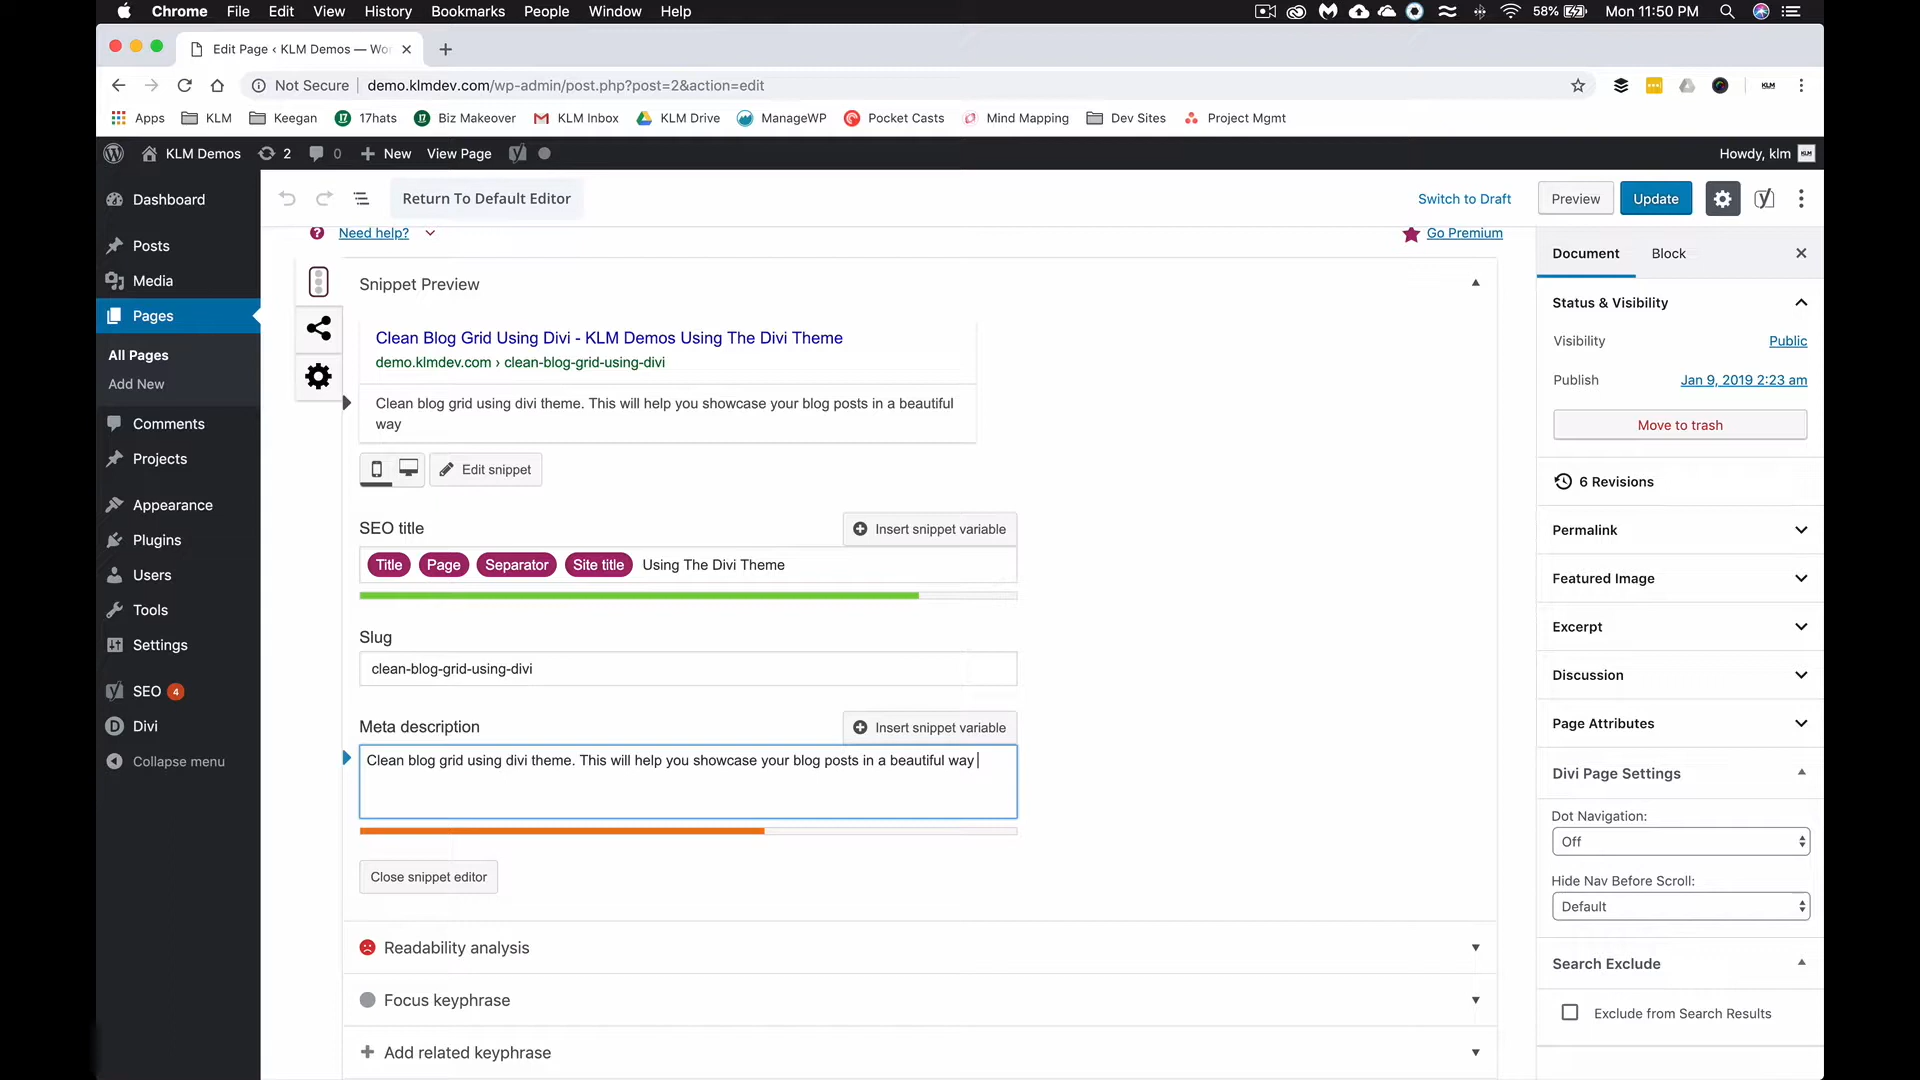 Chrome File Edit View History Bookmarks People Window Help 58% Mon 11:50 PM
Edit Page ‹ KLM Demos — Wor
Not Secure demo.klmdev.com/wp-admin/post.php?post=2&action=edit
Apps KLM Keegan 17hats Biz Makeover KLM Inbox KLM Drive ManageWP Pocket Casts Mind Mapping Dev Sites Project Mgmt
KLM Demos 2 0 New View Page Howdy, klm
Dashboard
Posts
Media
Pages
All Pages
Add New
Comments
Projects
Appearance
Plugins
Users
Tools
Settings
SEO 4
Divi
Collapse menu
Return To Default Editor Switch to Draft Preview Update
Need help? Go Premium
Snippet Preview
Clean Blog Grid Using Divi - KLM Demos Using The Divi Theme
demo.klmdev.com › clean-blog-grid-using-divi
Clean blog grid using divi theme. This will help you showcase your blog posts in a beautiful
way
Edit snippet
SEO title Insert snippet variable
Title Page Separator Site title Using The Divi Theme
Slug
clean-blog-grid-using-divi
Meta description Insert snippet variable
Clean blog grid using divi theme. This will help you showcase your blog posts in a beautiful way
Close snippet editor
Readability analysis
Focus keyphrase
Add related keyphrase
Document Block
Status & Visibility
Visibility Public
Publish Jan 9, 2019 2:23 am
Move to trash
6 Revisions
Permalink
Featured Image
Excerpt
Discussion
Page Attributes
Divi Page Settings
Dot Navigation:
Off
Hide Nav Before Scroll:
Default
Search Exclude
Exclude from Search Results